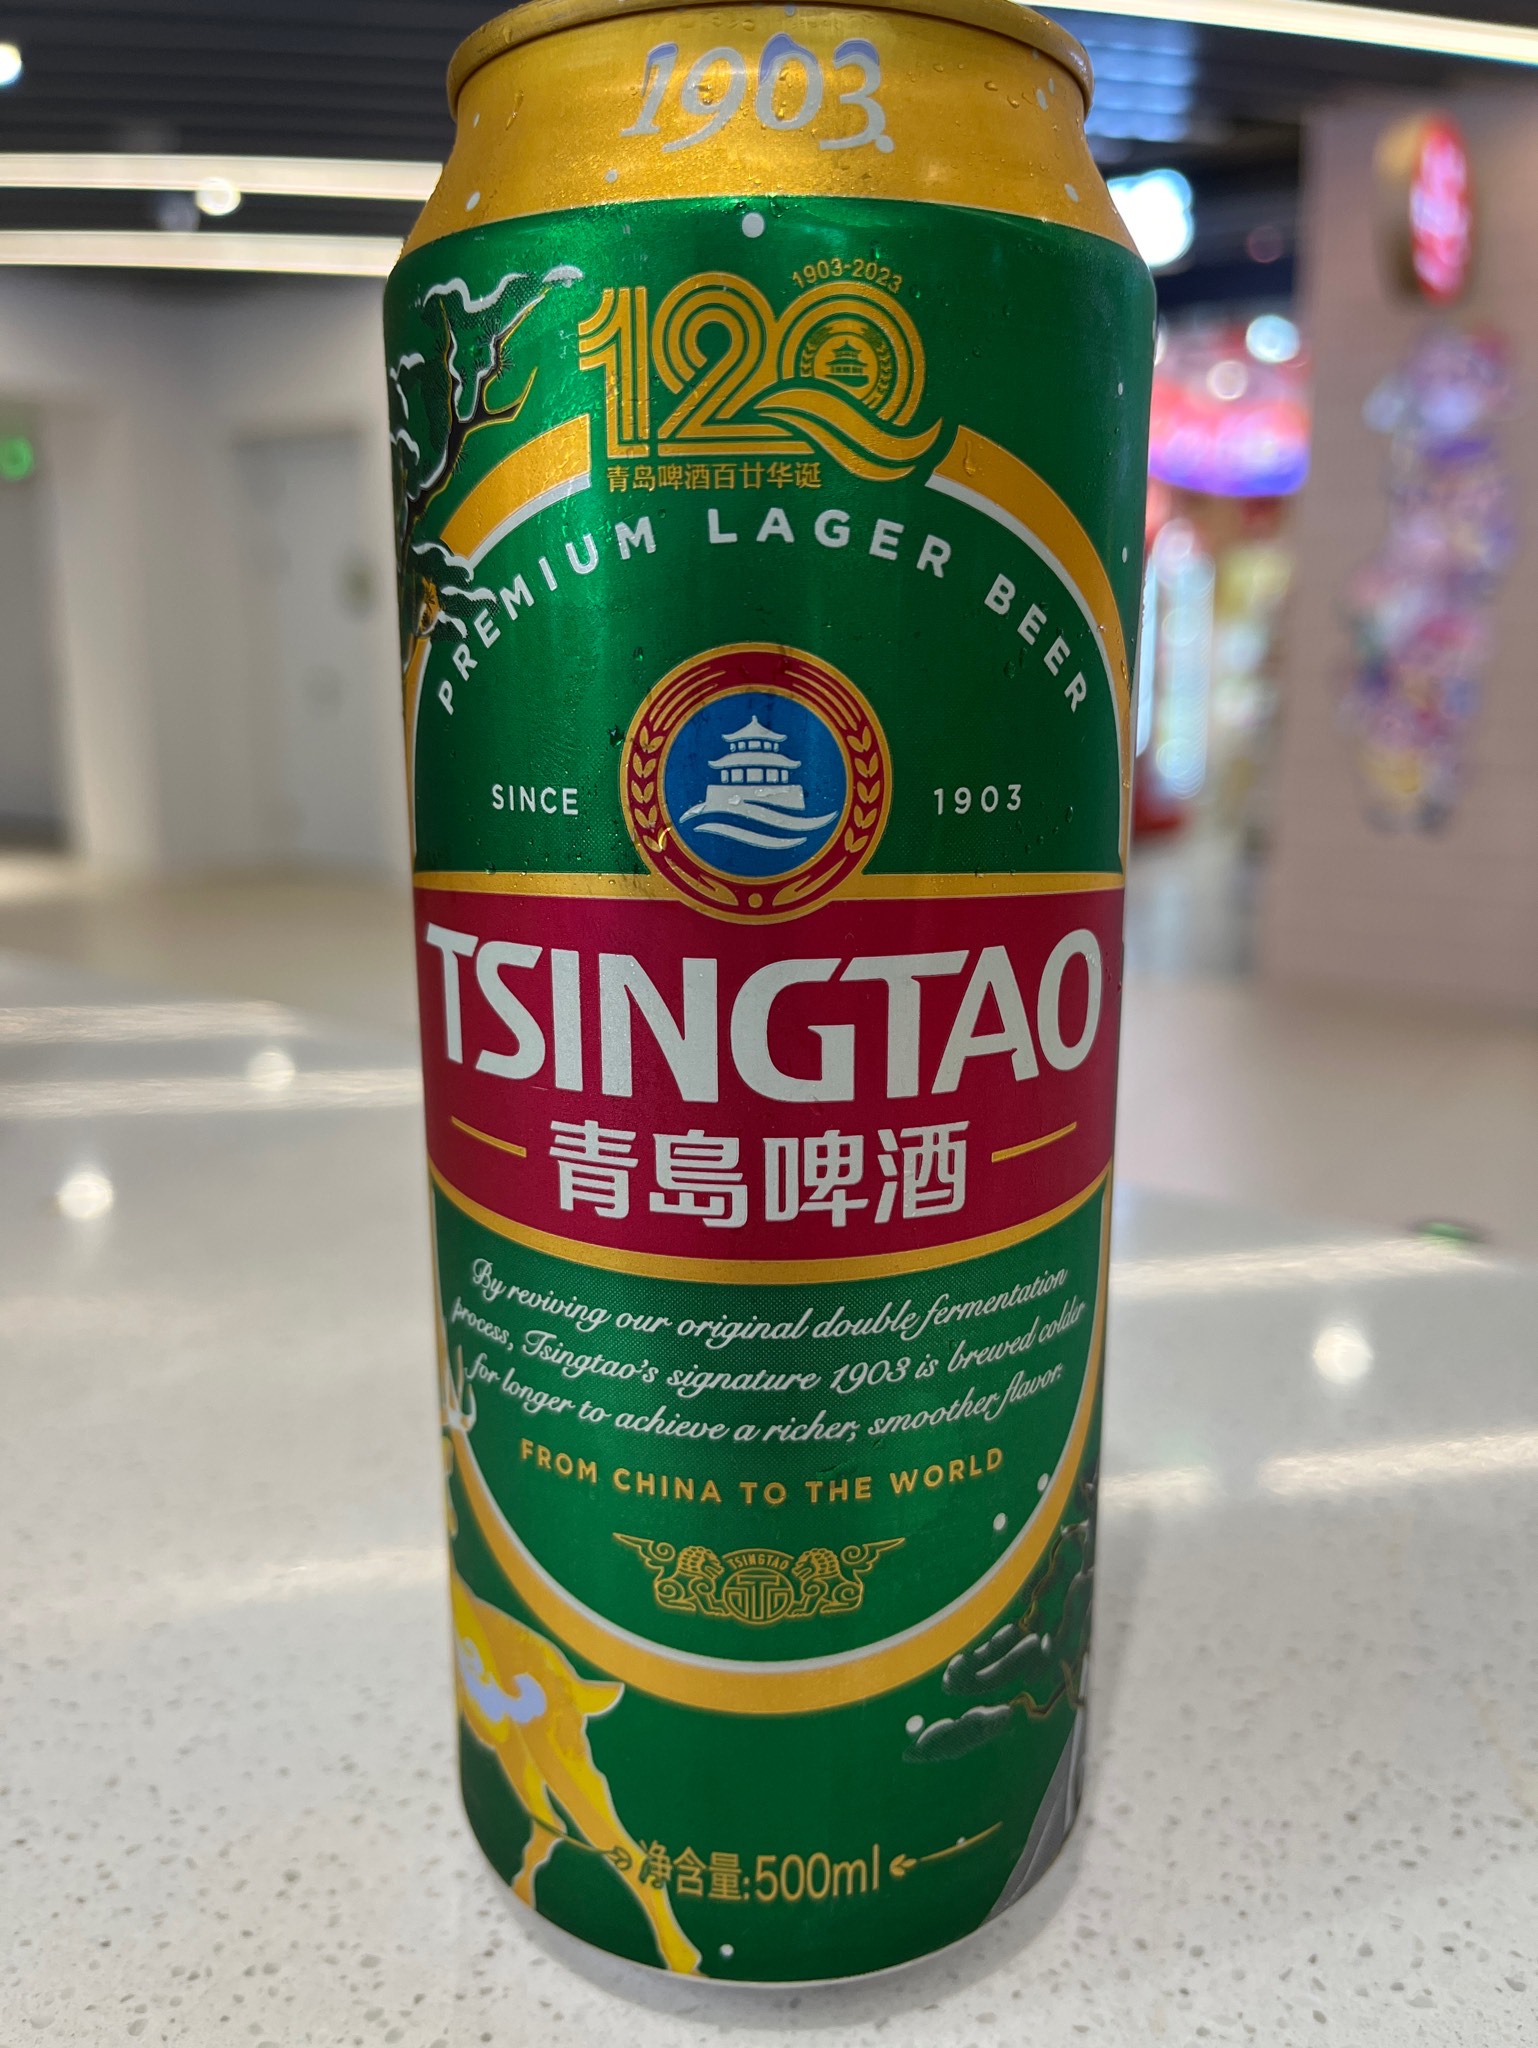 1903
1903-2023
120
青岛啤酒百廿华诞
PREMIUM LAGER BEER
SINCE 1903
TSINGTAO
青島啤酒
By reviving our original double fermentation
process, Tsingtao's signature 1903 is brewed colder
for longer to achieve a richer, smoother flavor.
FROM CHINA TO THE WORLD
TSINGTAO
净含量:500ml